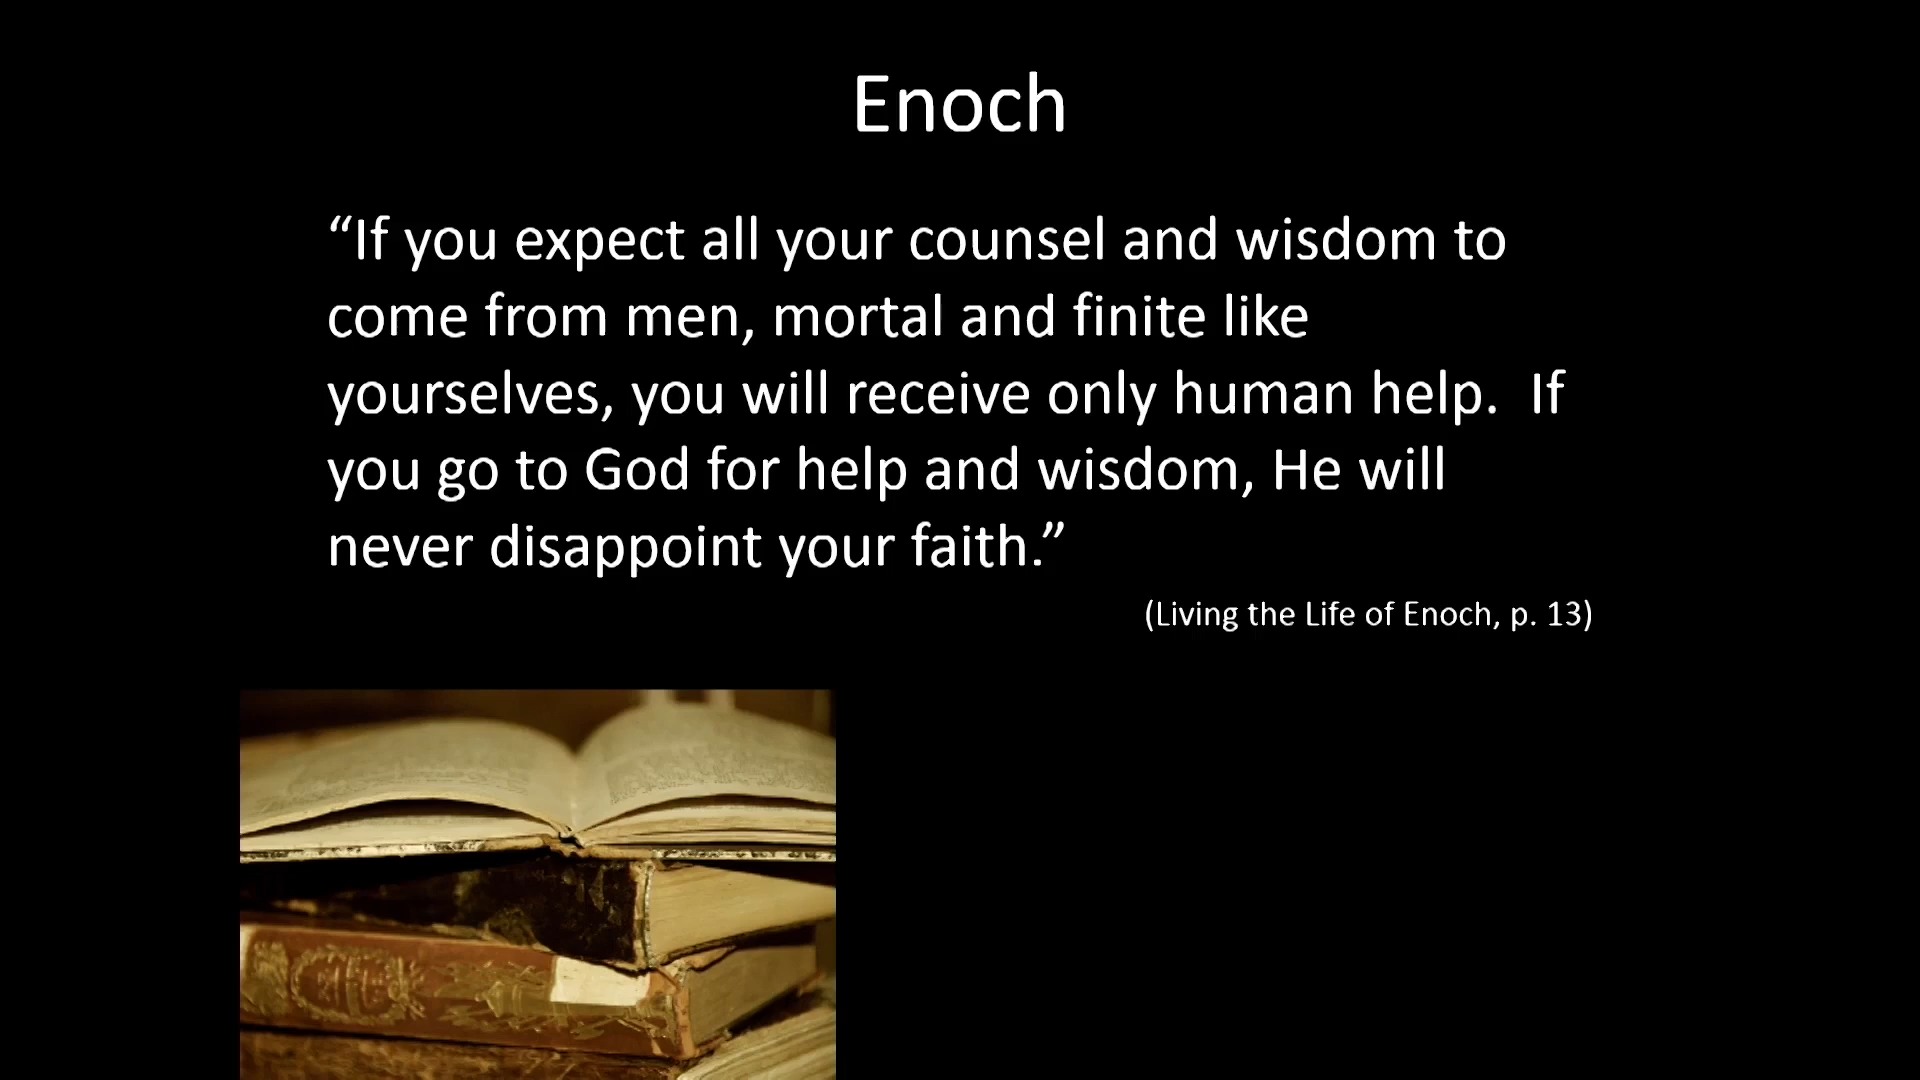 Enoch
“If you expect all your counsel and wisdom to
come from men, mortal and finite like
yourselves, you will receive only human help.  If
you go to God for help and wisdom, He will
never disappoint your faith.”
(Living the Life of Enoch, p. 13)